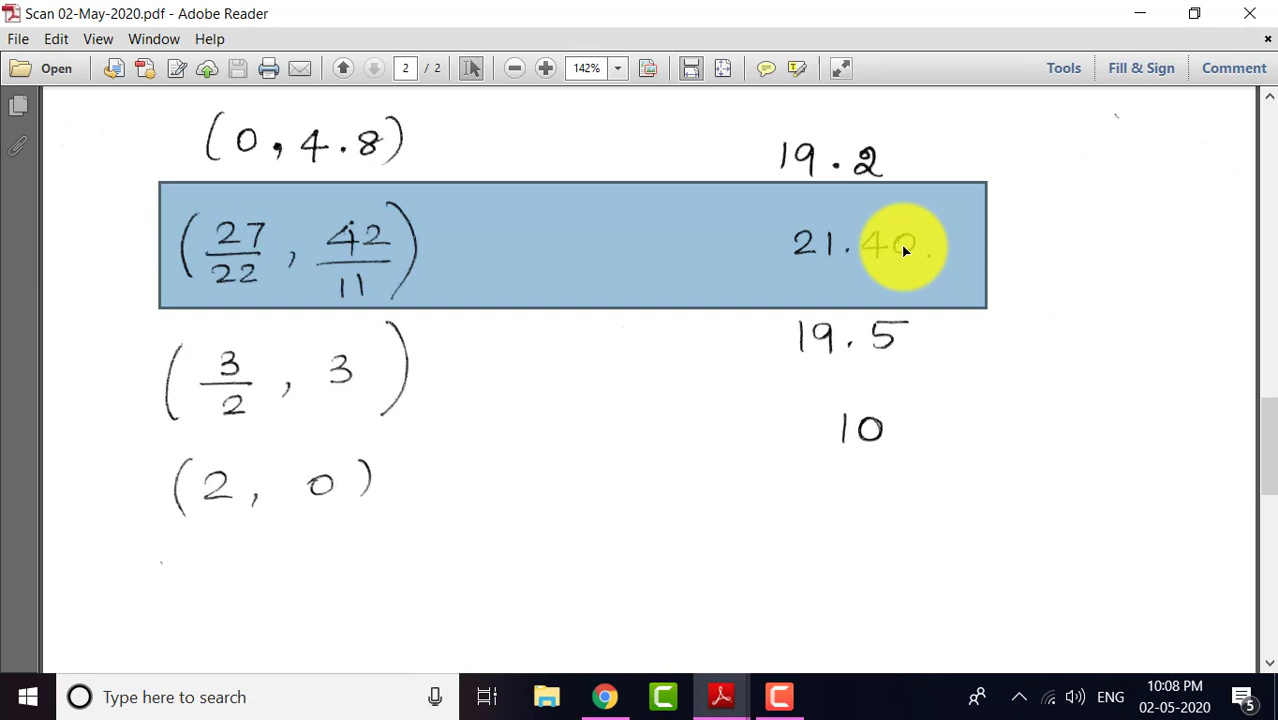 Scan 02-May-2020.pdf - Adobe Reader
File Edit View Window Help
Open 2 / 2 142% Tools Fill & Sign Comment
(0, 4.8) 19.2
(27/22, 42/11) 21.40.
(3/2, 3) 19.5
(2, 0) 10
Type here to search ENG 10:08 PM
02-05-2020 5